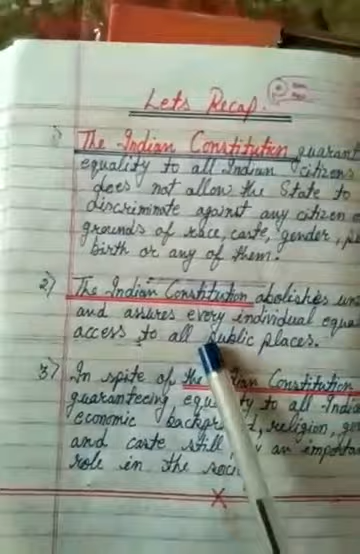 Lets Recap.
1) The Indian Constitution guarant
equality to all Indian citizens
does not allow the State to
discriminate against any citizen
grounds of race, caste, gender,
birth or any of them.
2) The Indian Constitution abolishes
and assures every individual equa
access to all public places.
3) In spite of the Constitution
guaranteeing to all India
economic religion,
and caste still an importa
role in the
X